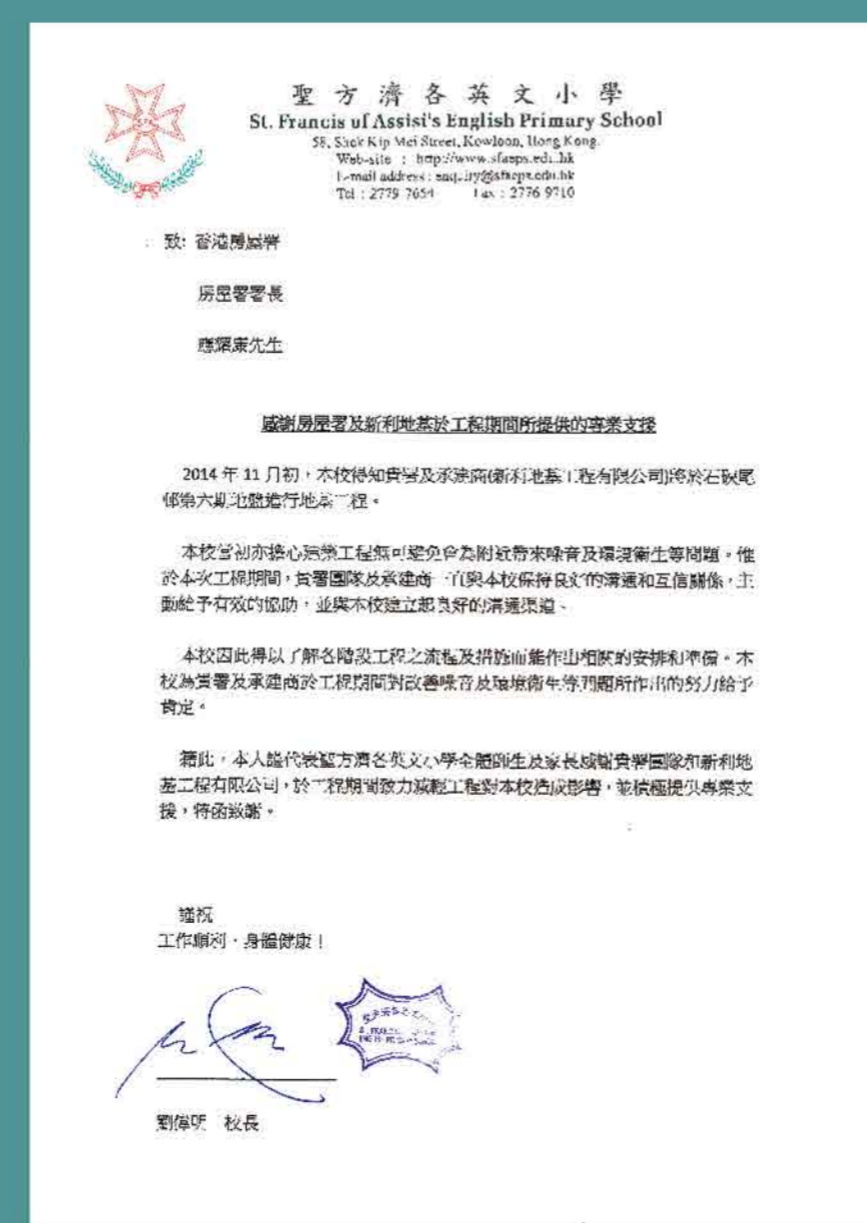 聖方濟各英文小學
St. Francis of Assisi's English Primary School
58, Shek Kip Mei Street, Kowloon, Hong Kong.
Web-site : http://www.sfaeps.edu.hk
E-mail address : enquiry@sfaeps.edu.hk
Tel : 2779 7654 Fax : 2776 9710
致: 香港房屋署
房屋署署長
應耀康先生
感謝房屋署及新利地基於工程期間所提供的專業支援
2014 年 11 月初，本校得知貴署及承建商(新利地基工程有限公司)將於石硤尾
邨第六期地盤進行地基工程。
本校當初亦擔心建築工程無可避免會為附近帶來噪音及環境衞生等問題。惟
於本次工程期間，貴署團隊及承建商一直與本校保持良好的溝通和互信關係，主
動給予有效的協助，並與本校建立起良好的溝通渠道。
本校因此得以了解各階段工程之流程及措施而能作出相關的安排和準備。本
校為貴署及承建商於工程期間對改善噪音及環境衞生等問題所作出的努力給予
肯定。
藉此，本人謹代表聖方濟各英文小學全體師生及家長感謝貴署團隊和新利地
基工程有限公司，於工程期間致力減輕工程對本校造成影響，並積極提供專業支
援，特函致謝。
謹祝
工作順利，身體健康！
劉偉明 校長